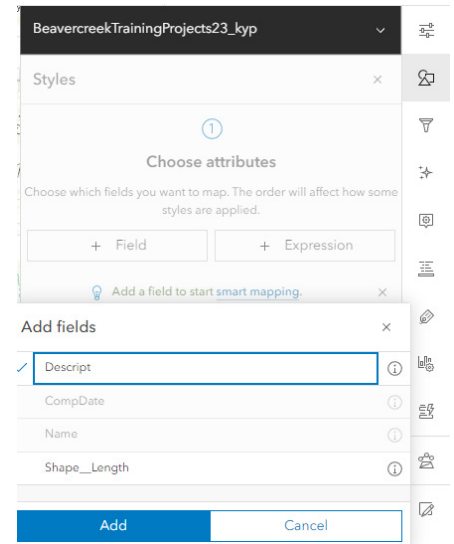 BeavercreekTrainingProjects23_kyp
Styles
1
Choose attributes
Choose which fields you want to map. The order will affect how some
styles are applied.
+ Field
+ Expression
Add a field to start smart mapping.
Add fields
Descript
CompDate
Name
Shape__Length
Add
Cancel